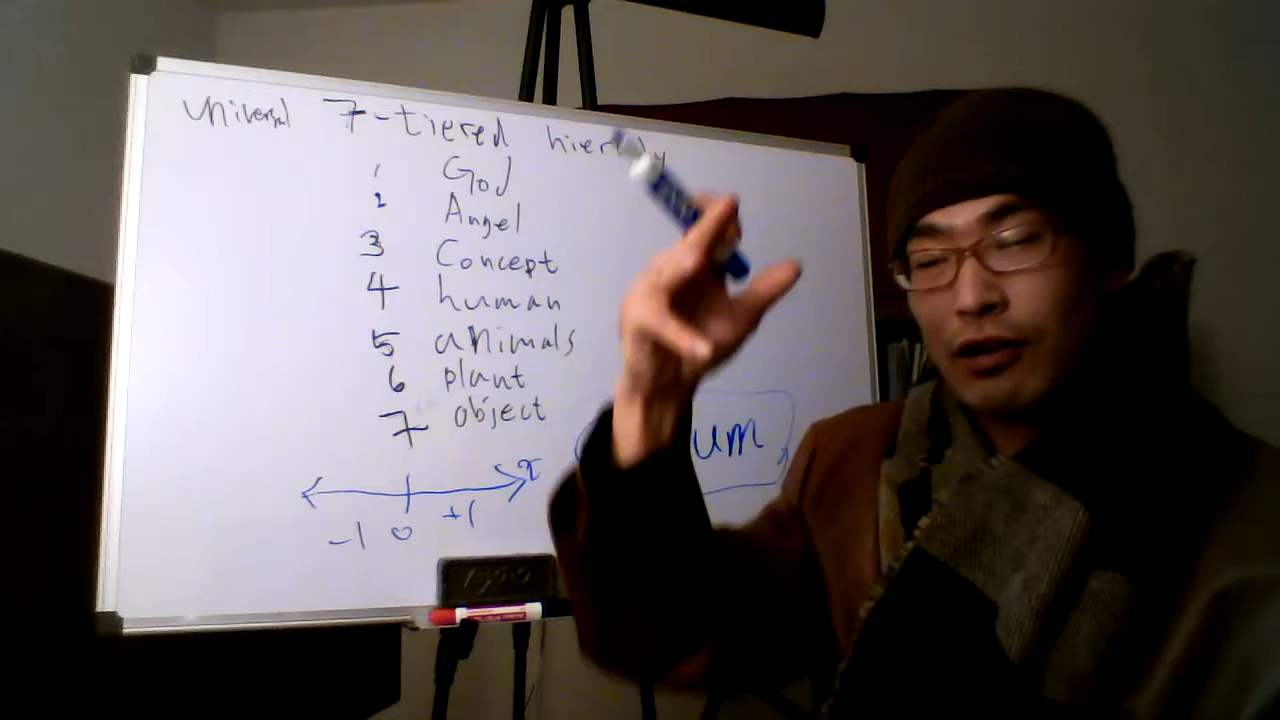 Universal 7-tiered
1 God
2 Angel
3 Concept
4 human
5 animals
6 plant
7 object
um
x
-1 0 +1
expo